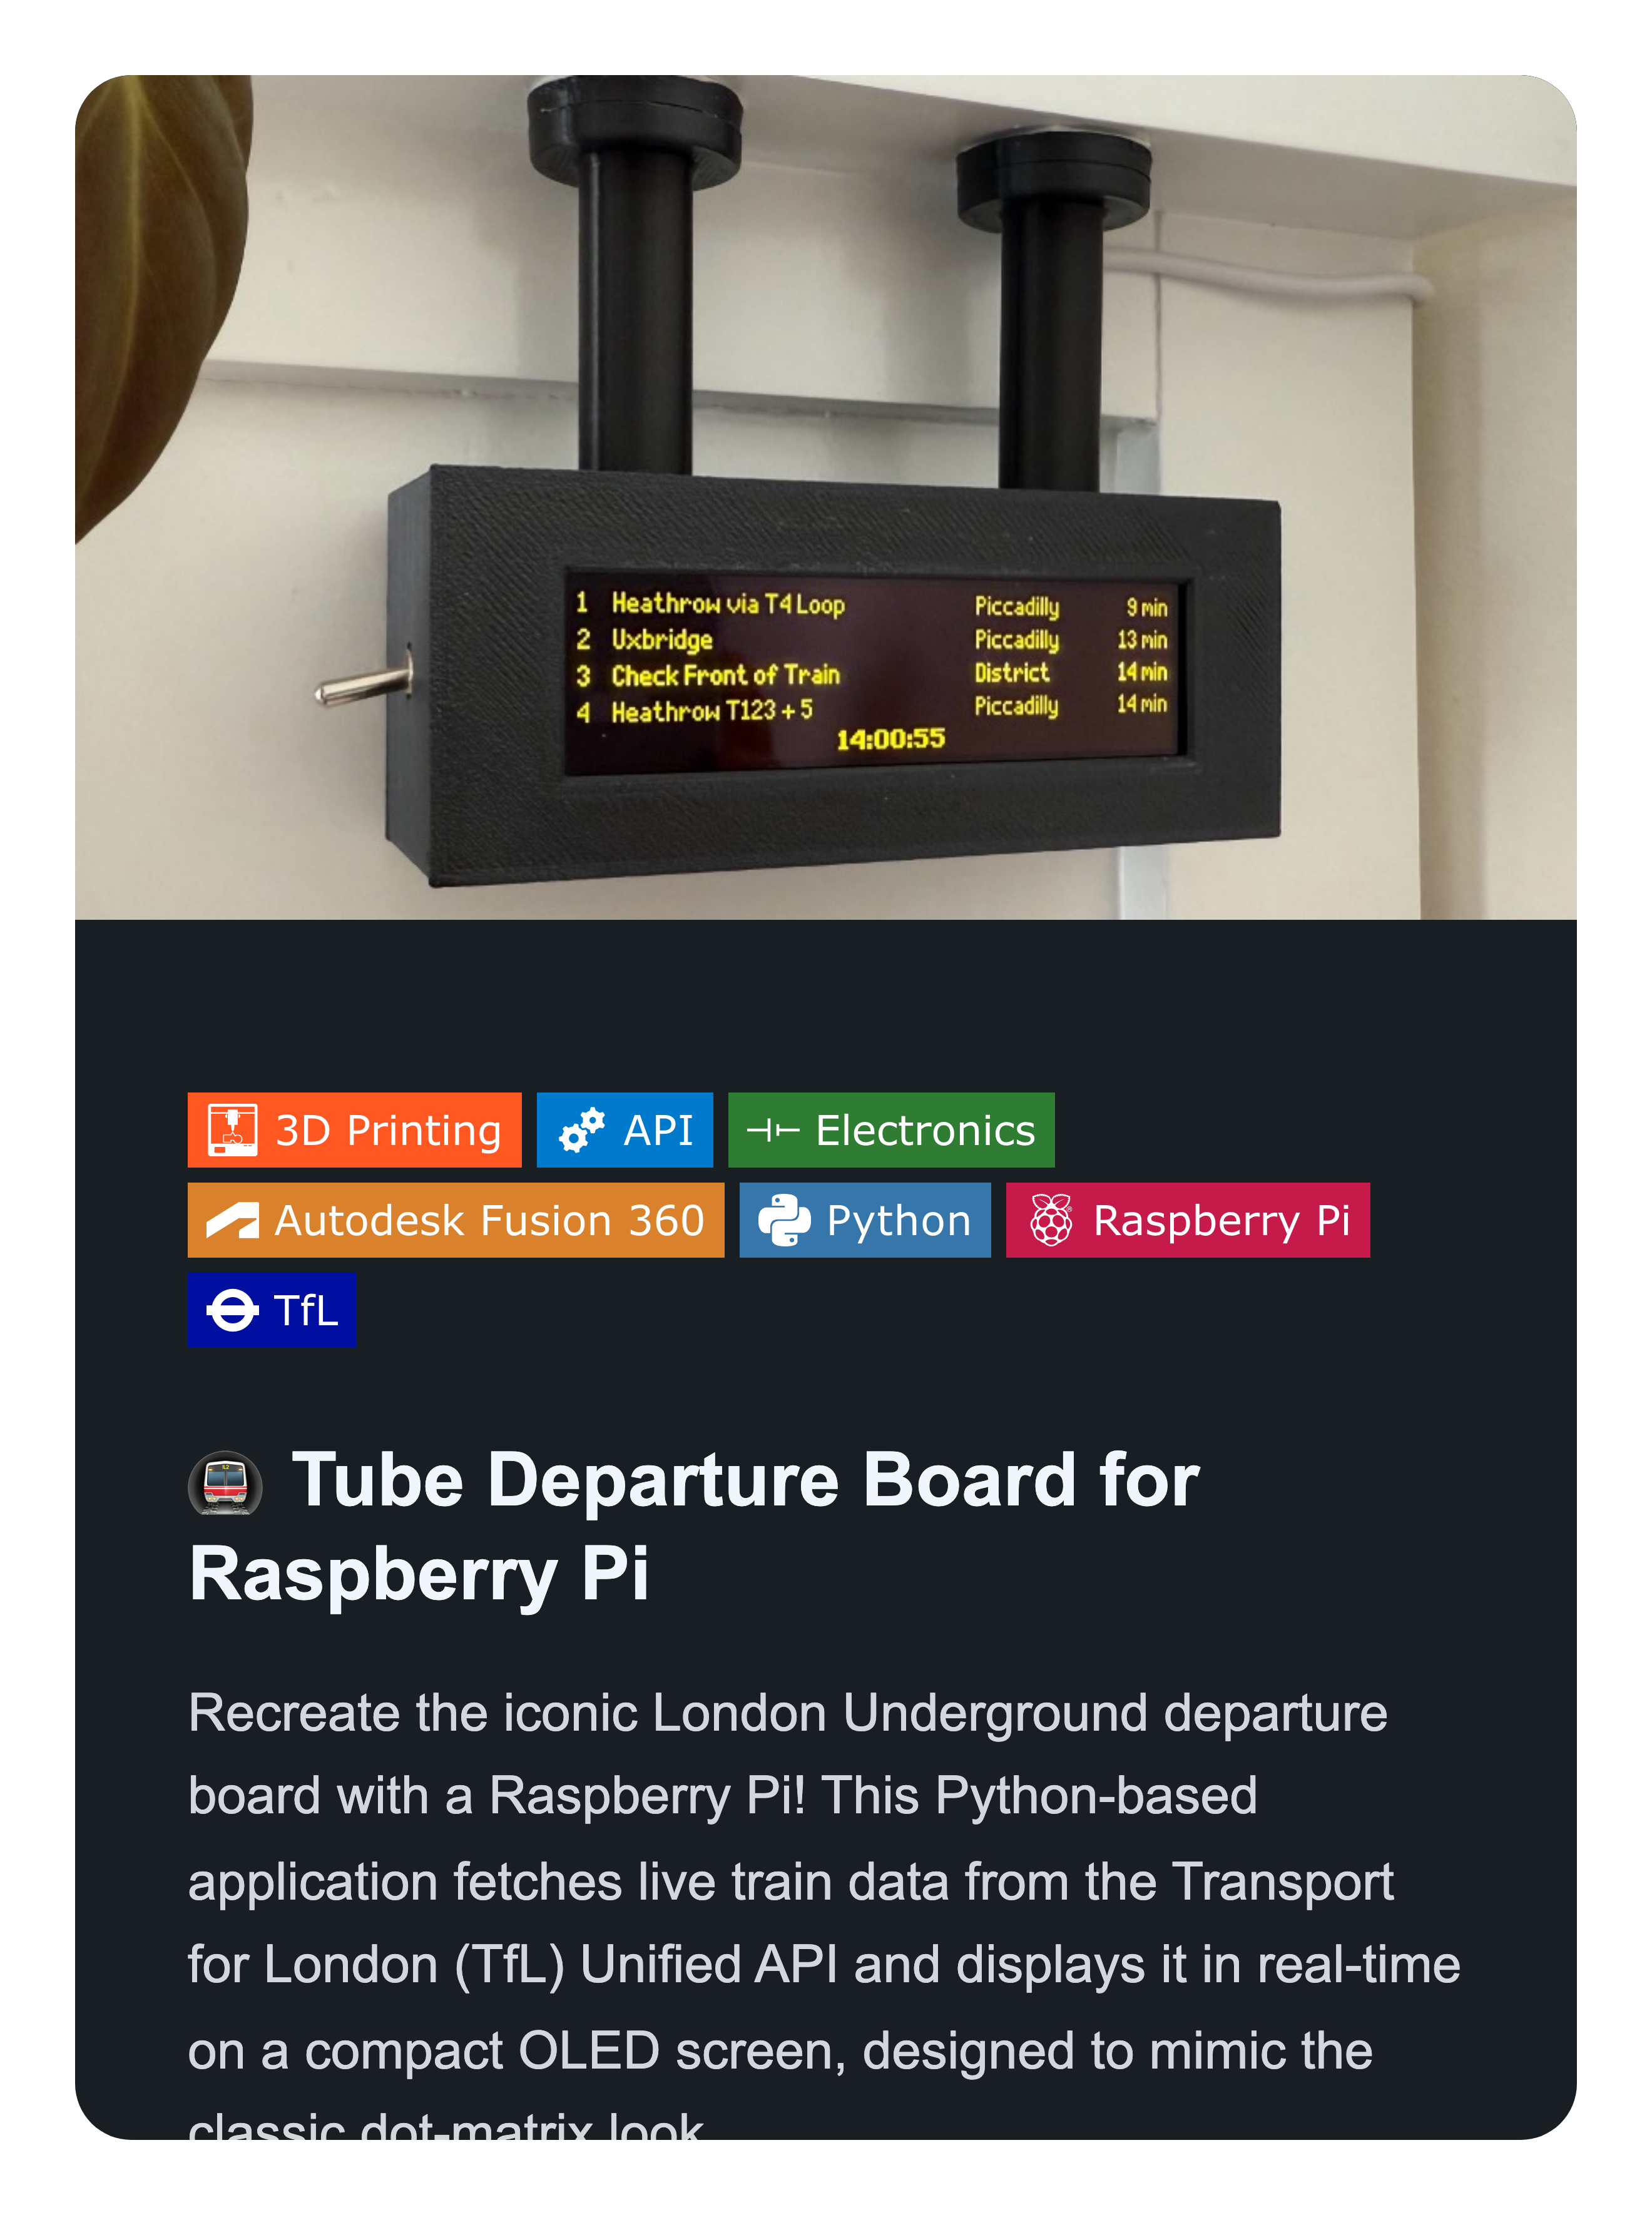 1 Heathrow via T4 Loop Piccadilly 9 min
2 Uxbridge Piccadilly 13 min
3 Check Front of Train District 14 min
4 Heathrow T123 + 5 Piccadilly 14 min
14:00:55
3D Printing API Electronics
Autodesk Fusion 360 Python Raspberry Pi
TfL
Tube Departure Board for
Raspberry Pi
Recreate the iconic London Underground departure
board with a Raspberry Pi! This Python-based
application fetches live train data from the Transport
for London (TfL) Unified API and displays it in real-time
on a compact OLED screen, designed to mimic the
classic dot-matrix look